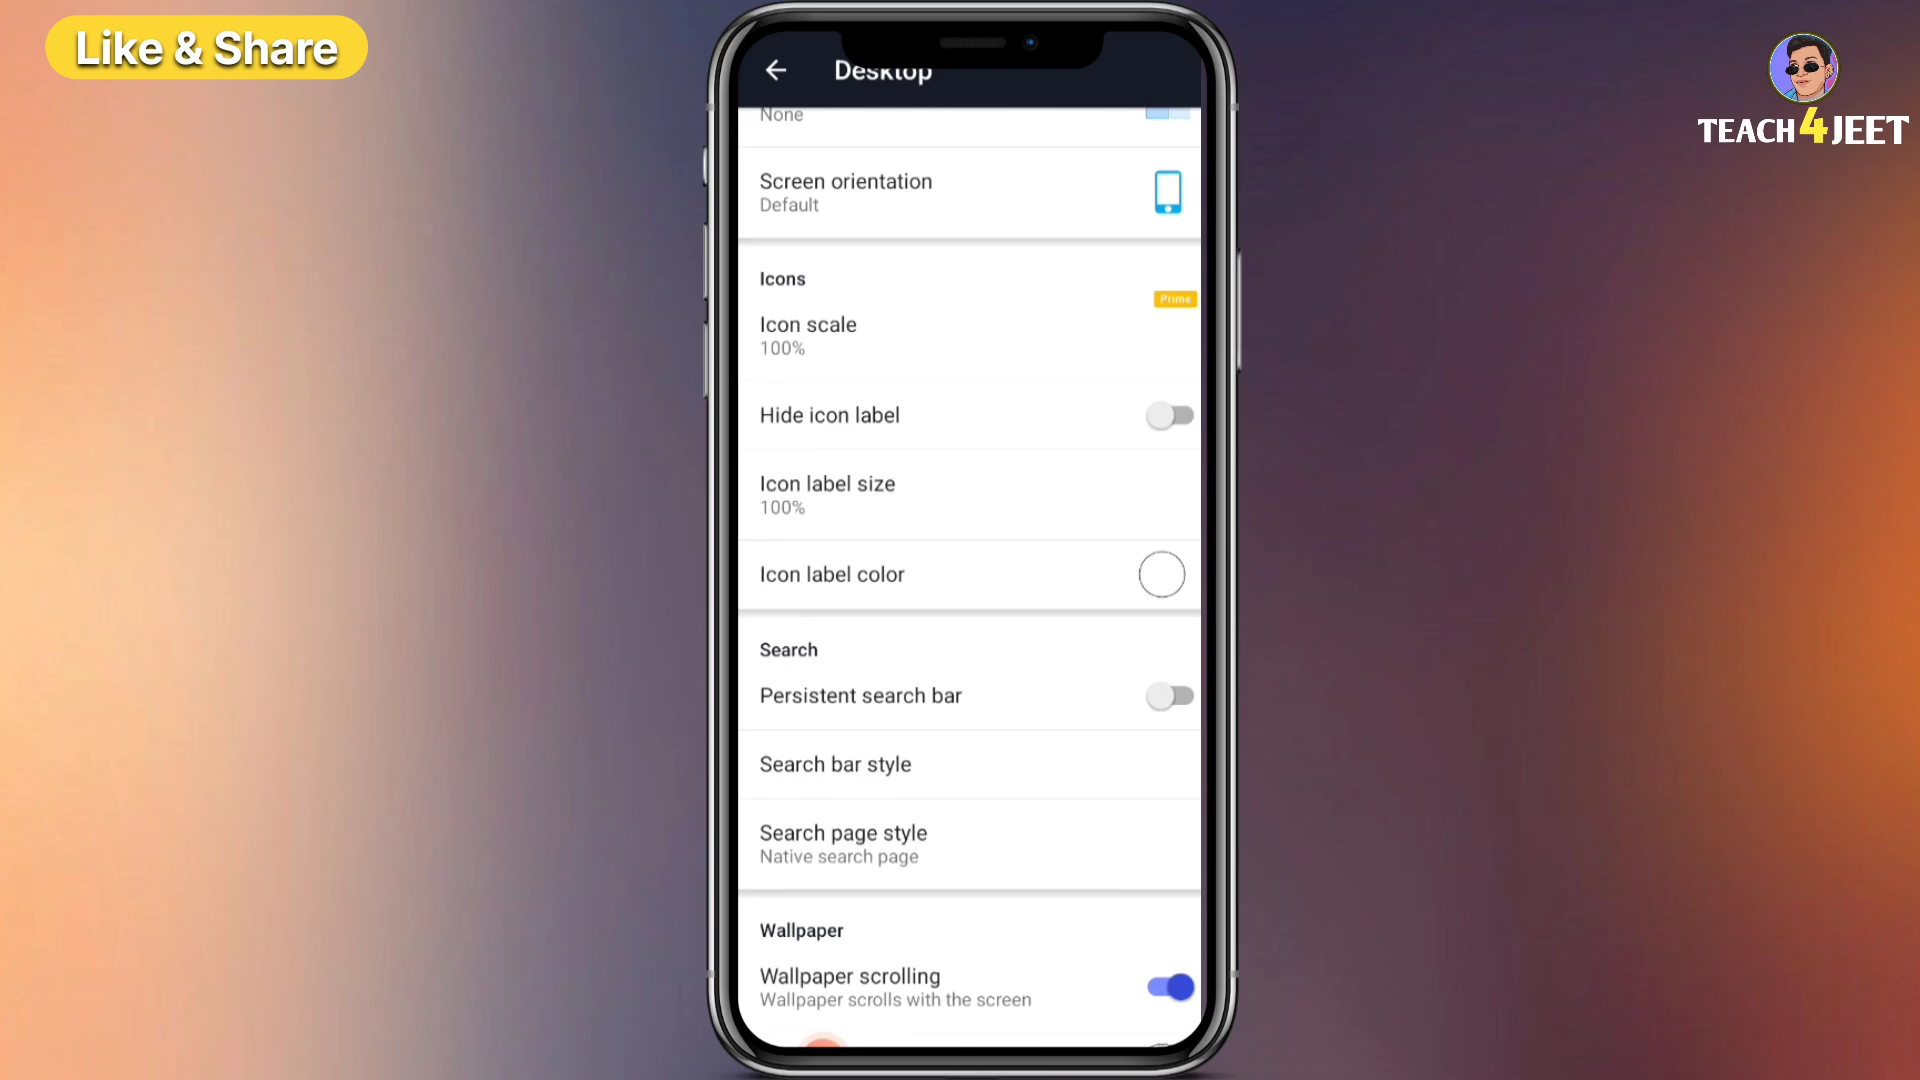 Like & Share
TEACH4JEET
Desktop
None
Screen orientation
Default
Icons
Prime
Icon scale
100%
Hide icon label
Icon label size
100%
Icon label color
Search
Persistent search bar
Search bar style
Search page style
Native search page
Wallpaper
Wallpaper scrolling
Wallpaper scrolls with the screen